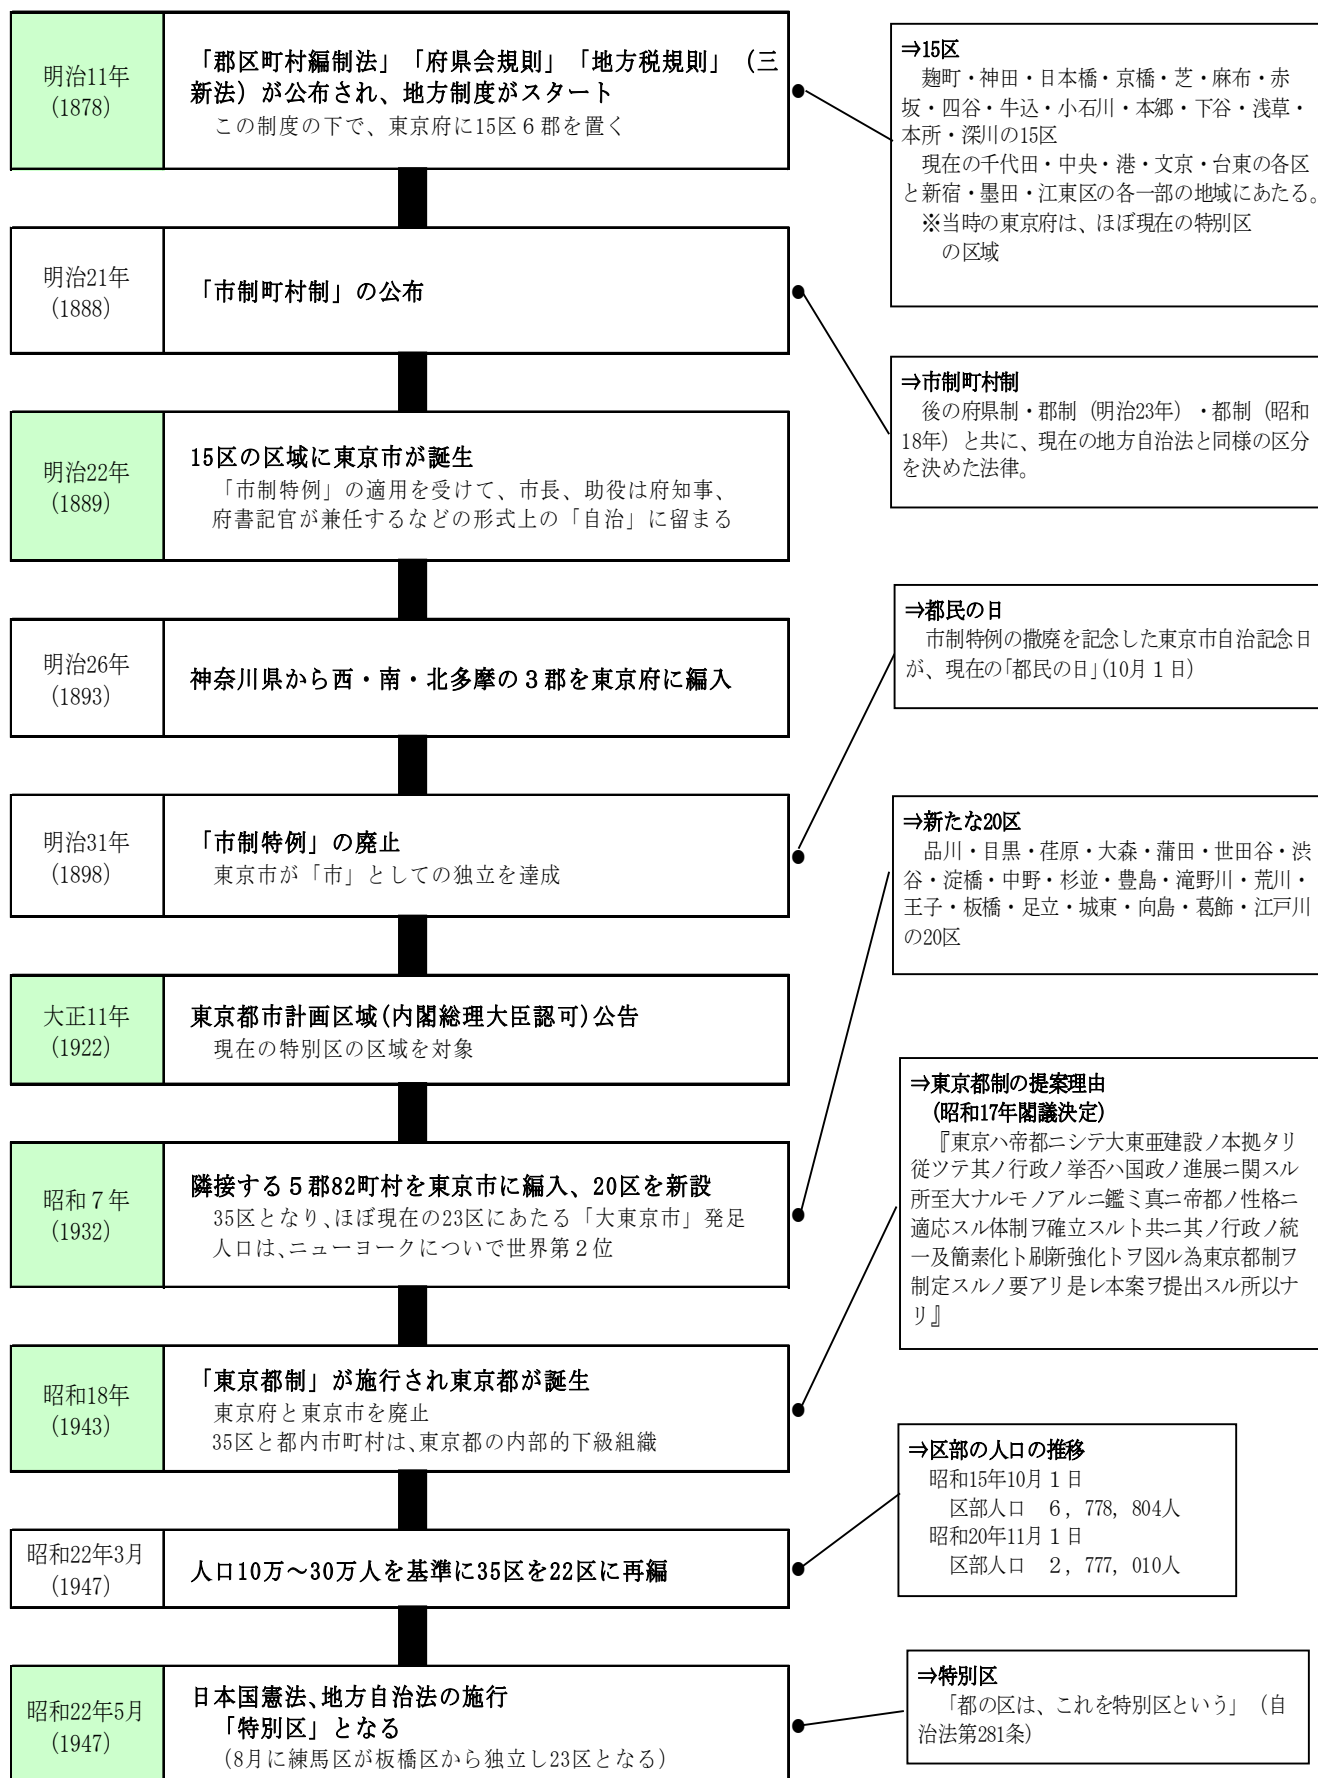 明治11年
(1878)
「郡区町村編制法」「府県会規則」「地方税規則」（三
新法）が公布され、地方制度がスタート
この制度の下で、東京府に15区６郡を置く
⇒15区
麹町・神田・日本橋・京橋・芝・麻布・赤
坂・四谷・牛込・小石川・本郷・下谷・浅草・
本所・深川の15区
現在の千代田・中央・港・文京・台東の各区
と新宿・墨田・江東区の各一部の地域にあたる。
※当時の東京府は、ほぼ現在の特別区
の区域
明治21年
(1888)
「市制町村制」の公布
⇒市制町村制
後の府県制・郡制（明治23年）・都制（昭和
18年）と共に、現在の地方自治法と同様の区分
を決めた法律。
明治22年
(1889)
15区の区域に東京市が誕生
「市制特例」の適用を受けて、市長、助役は府知事、
府書記官が兼任するなどの形式上の「自治」に留まる
明治26年
(1893)
神奈川県から西・南・北多摩の３郡を東京府に編入
⇒都民の日
市制特例の撤廃を記念した東京市自治記念日
が、現在の「都民の日」(10月１日)
明治31年
(1898)
「市制特例」の廃止
東京市が「市」としての独立を達成
⇒新たな20区
品川・目黒・荏原・大森・蒲田・世田谷・渋
谷・淀橋・中野・杉並・豊島・滝野川・荒川・
王子・板橋・足立・城東・向島・葛飾・江戸川
の20区
大正11年
(1922)
東京都市計画区域(内閣総理大臣認可)公告
現在の特別区の区域を対象
昭和７年
(1932)
隣接する５郡82町村を東京市に編入、20区を新設
35区となり、ほぼ現在の23区にあたる「大東京市」発足
人口は、ニューヨークについで世界第２位
⇒東京都制の提案理由
(昭和17年閣議決定)
『東京ハ帝都ニシテ大東亜建設ノ本拠タリ
従ツテ其ノ行政ノ挙否ハ国政ノ進展ニ関スル
所至大ナルモノアルニ鑑ミ真ニ帝都ノ性格ニ
適応スル体制ヲ確立スルト共ニ其ノ行政ノ統
一及簡素化ト刷新強化トヲ図ル為東京都制ヲ
制定スルノ要アリ是レ本案ヲ提出スル所以ナ
リ』
昭和18年
(1943)
「東京都制」が施行され東京都が誕生
東京府と東京市を廃止
35区と都内市町村は、東京都の内部的下級組織
⇒区部の人口の推移
昭和15年10月１日
区部人口　６，778，804人
昭和20年11月１日
区部人口　２，777，010人
昭和22年3月
(1947)
人口10万～30万人を基準に35区を22区に再編
昭和22年5月
(1947)
日本国憲法、地方自治法の施行
「特別区」となる
(8月に練馬区が板橋区から独立し23区となる)
⇒特別区
「都の区は、これを特別区という」（自
治法第281条)